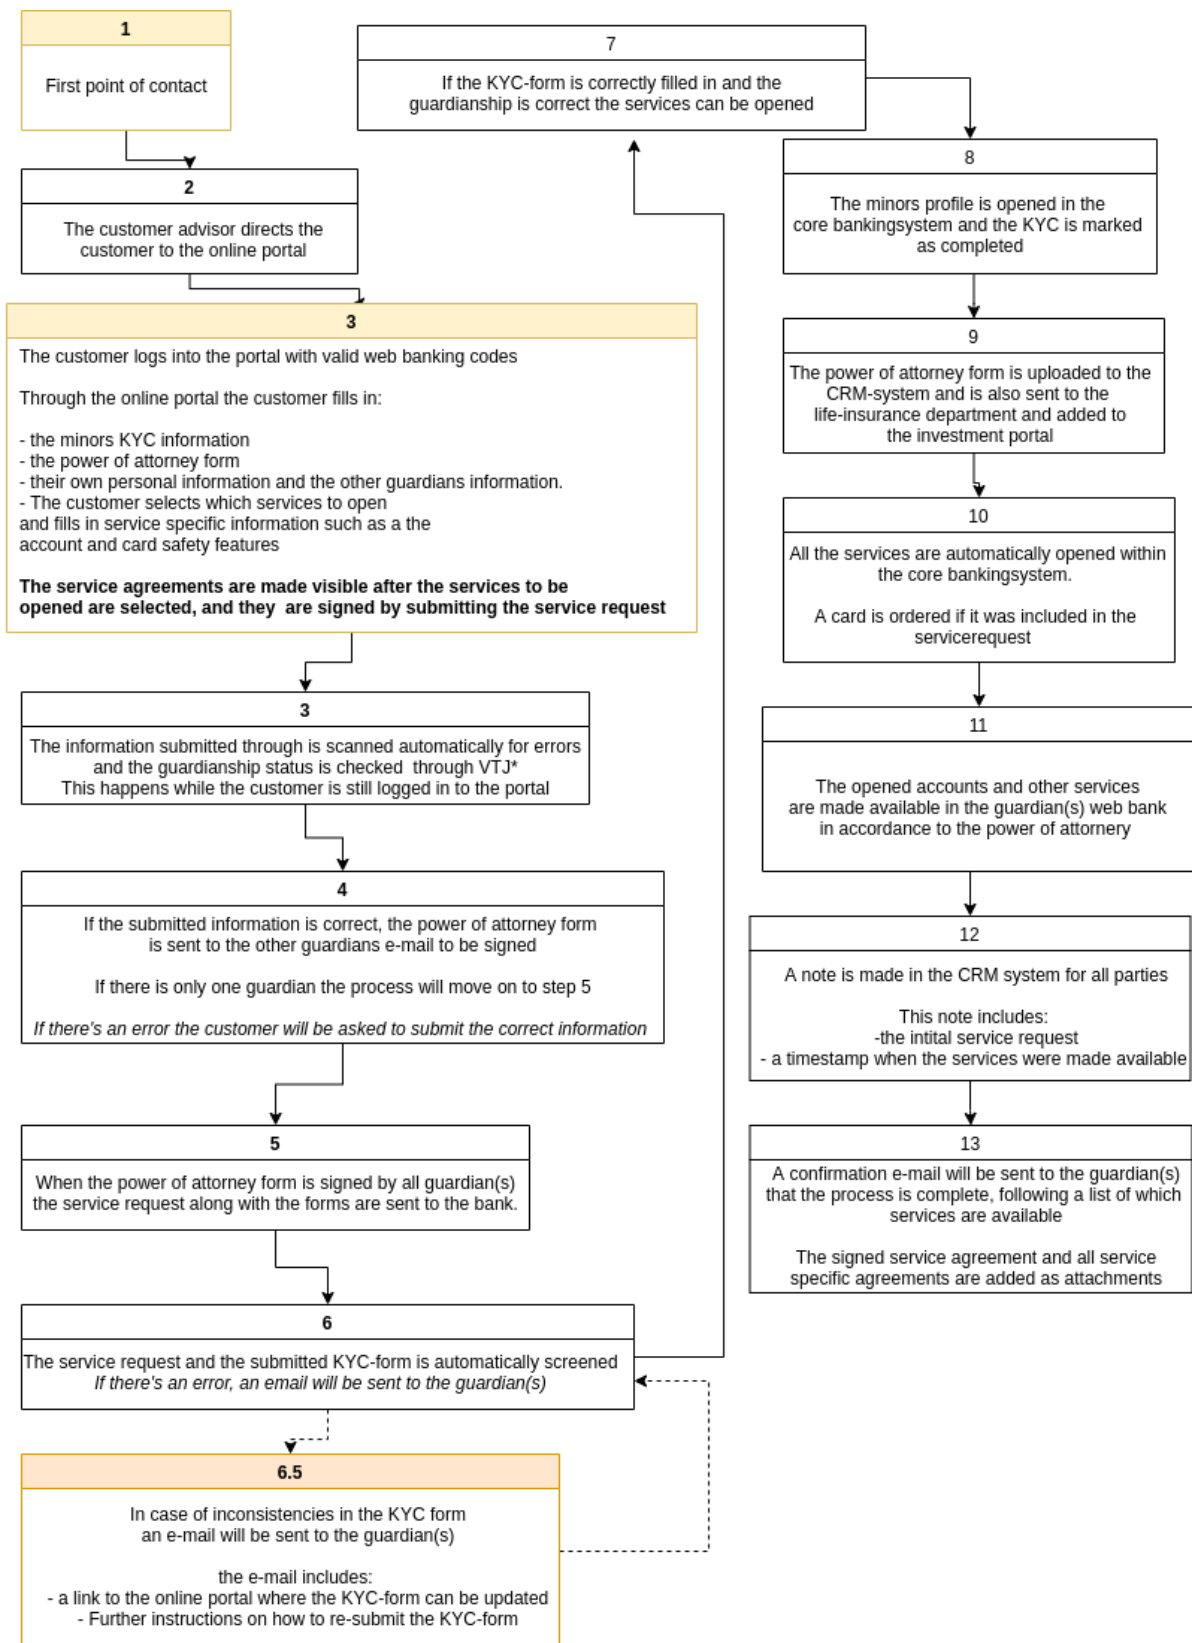 1
First point of contact
2
The customer advisor directs the
customer to the online portal
3
The customer logs into the portal with valid web banking codes
Through the online portal the customer fills in:
- the minors KYC information
- the power of attorney form
- their own personal information and the other guardians information.
- The customer selects which services to open
and fills in service specific information such as a the
account and card safety features
The service agreements are made visible after the services to be
opened are selected, and they are signed by submitting the service request
3
The information submitted through is scanned automatically for errors
and the guardianship status is checked through VTJ*
This happens while the customer is still logged in to the portal
4
If the submitted information is correct, the power of attorney form
is sent to the other guardians e-mail to be signed
If there is only one guardian the process will move on to step 5
If there's an error the customer will be asked to submit the correct information
5
When the power of attorney form is signed by all guardian(s)
the service request along with the forms are sent to the bank.
6
The service request and the submitted KYC-form is automatically screened
If there's an error, an email will be sent to the guardian(s)
6.5
In case of inconsistencies in the KYC form
an e-mail will be sent to the guardian(s)
the e-mail includes:
- a link to the online portal where the KYC-form can be updated
- Further instructions on how to re-submit the KYC-form
7
If the KYC-form is correctly filled in and the
guardianship is correct the services can be opened
8
The minors profile is opened in the
core bankingsystem and the KYC is marked
as completed
9
The power of attorney form is uploaded to the
CRM-system and is also sent to the
life-insurance department and added to
the investment portal
10
All the services are automatically opened within
the core bankingsystem.
A card is ordered if it was included in the
servicerequest
11
The opened accounts and other services
are made available in the guardian(s) web bank
in accordance to the power of attornery
12
A note is made in the CRM system for all parties
This note includes:
-the intital service request
- a timestamp when the services were made available
13
A confirmation e-mail will be sent to the guardian(s)
that the process is complete, following a list of which
services are available
The signed service agreement and all service
specific agreements are added as attachments